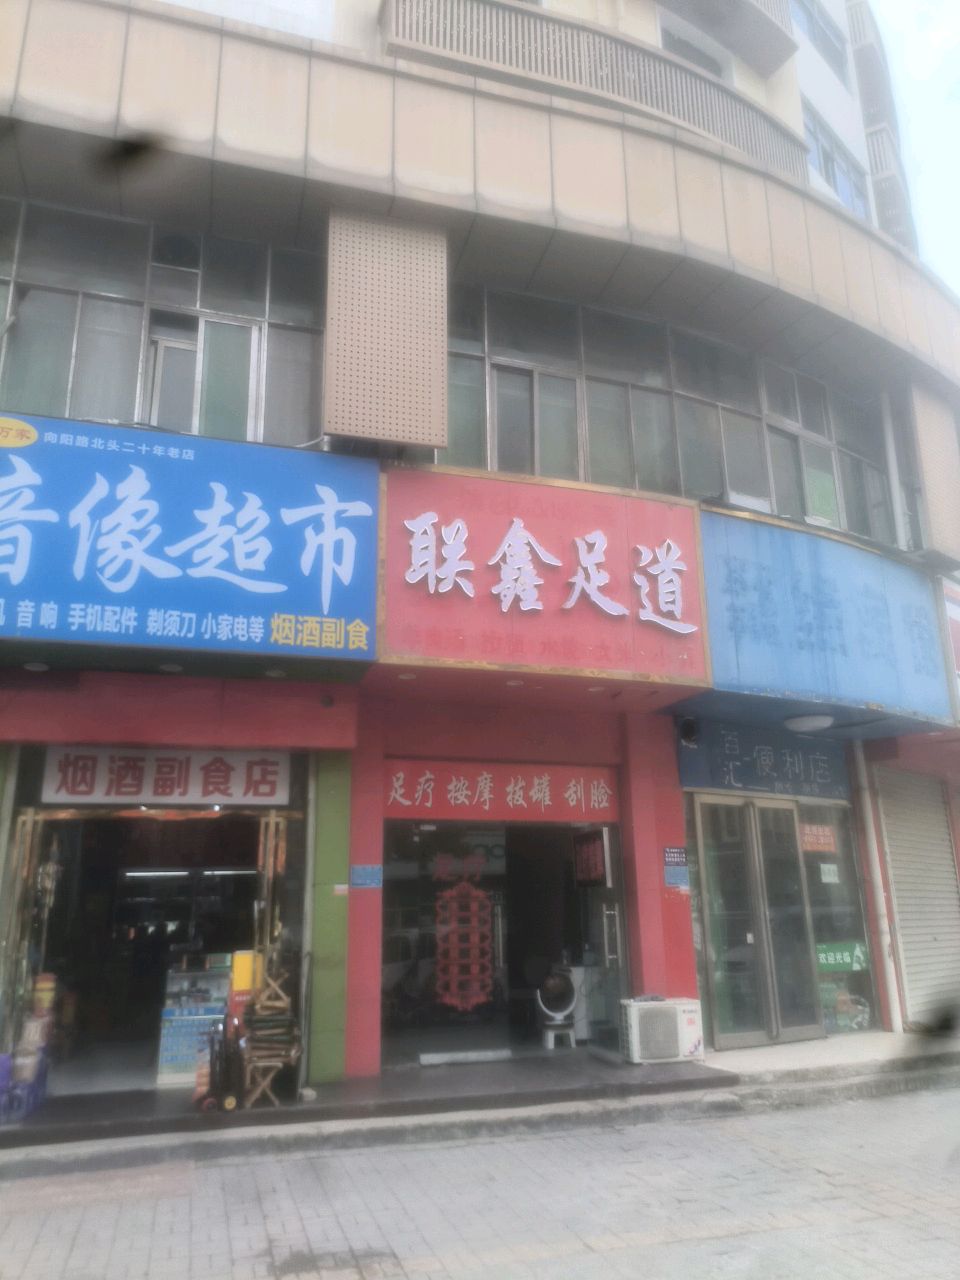 万家
向阳路北头二十年老店
音像超市
音响 手机配件 剃须刀 小家电等 烟酒副食
烟酒副食店
联鑫足道
足疗 按摩 拔罐 刮脸
百汇
便利店
欢迎光临